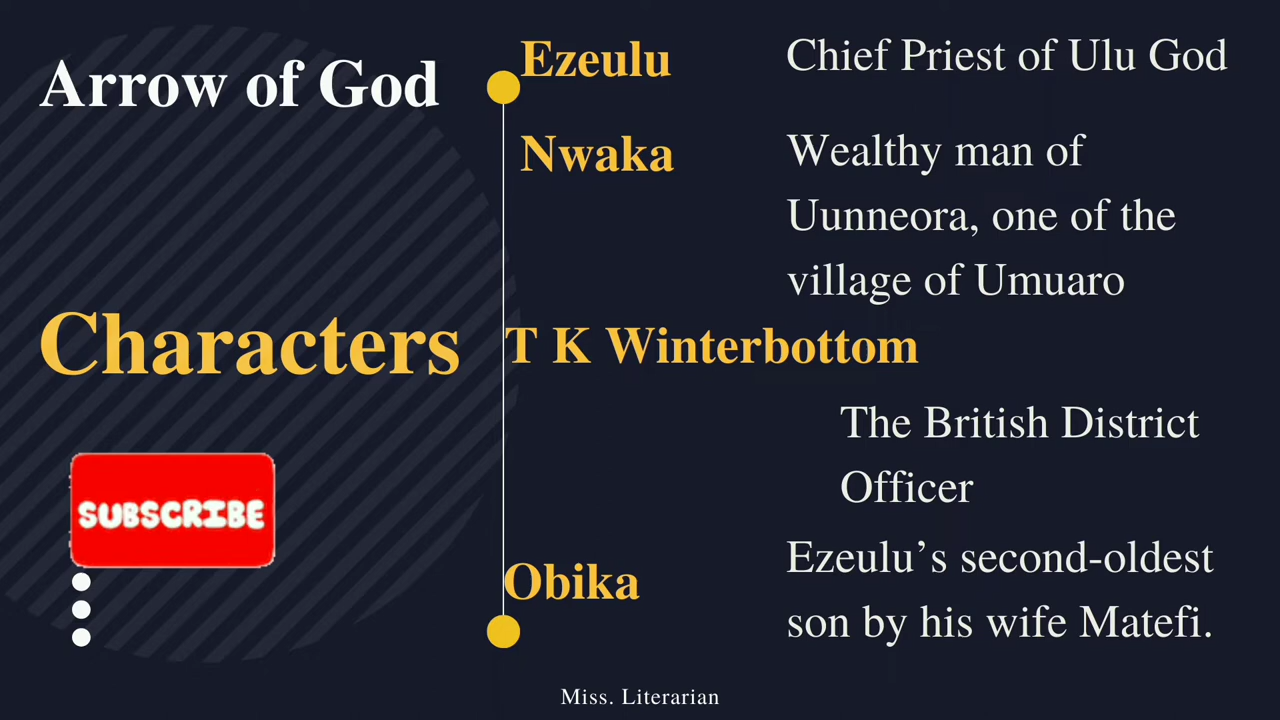 Arrow of God
Characters
SUBSCRIBE
Ezeulu
Chief Priest of Ulu God
Nwaka
Wealthy man of
Uunneora, one of the
village of Umuaro
T K Winterbottom
The British District
Officer
Obika
Ezeulu’s second-oldest
son by his wife Matefi.
Miss. Literarian